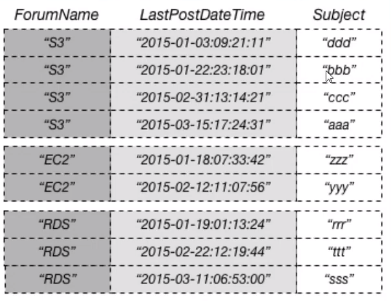 ForumName LastPostDateTime Subject
“S3” “2015-01-03:09:21:11” “ddd”
“S3” “2015-01-22:23:18:01” “bbb”
“S3” “2015-02-31:13:14:21” “ccc”
“S3” “2015-03-15:17:24:31” “aaa”
“EC2” “2015-01-18:07:33:42” “zzz”
“EC2” “2015-02-12:11:07:56” “yyy”
“RDS” “2015-01-19:01:13:24” “rrr”
“RDS” “2015-02-22:12:19:44” “ttt”
“RDS” “2015-03-11:06:53:00” “sss”